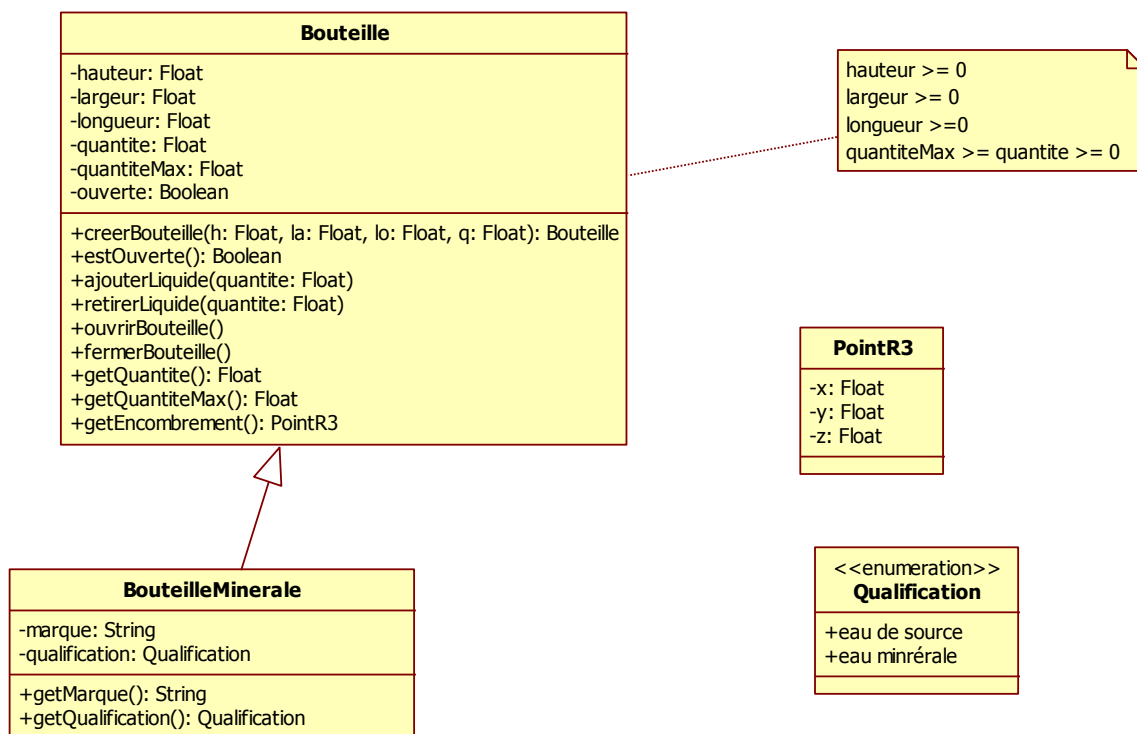 Bouteille
-hauteur: Float
-largeur: Float
-longueur: Float
-quantite: Float
-quantiteMax: Float
-ouverte: Boolean
+creerBouteille(h: Float, la: Float, lo: Float, q: Float): Bouteille
+estOuverte(): Boolean
+ajouterLiquide(quantite: Float)
+retirerLiquide(quantite: Float)
+ouvrirBouteille()
+fermerBouteille()
+getQuantite(): Float
+getQuantiteMax(): Float
+getEncombrement(): PointR3
hauteur >= 0
largeur >= 0
longueur >=0
quantiteMax >= quantite >= 0
PointR3
-x: Float
-y: Float
-z: Float
BouteilleMinerale
-marque: String
-qualification: Qualification
+getMarque(): String
+getQualification(): Qualification
<<enumeration>>
Qualification
+eau de source
+eau minrérale